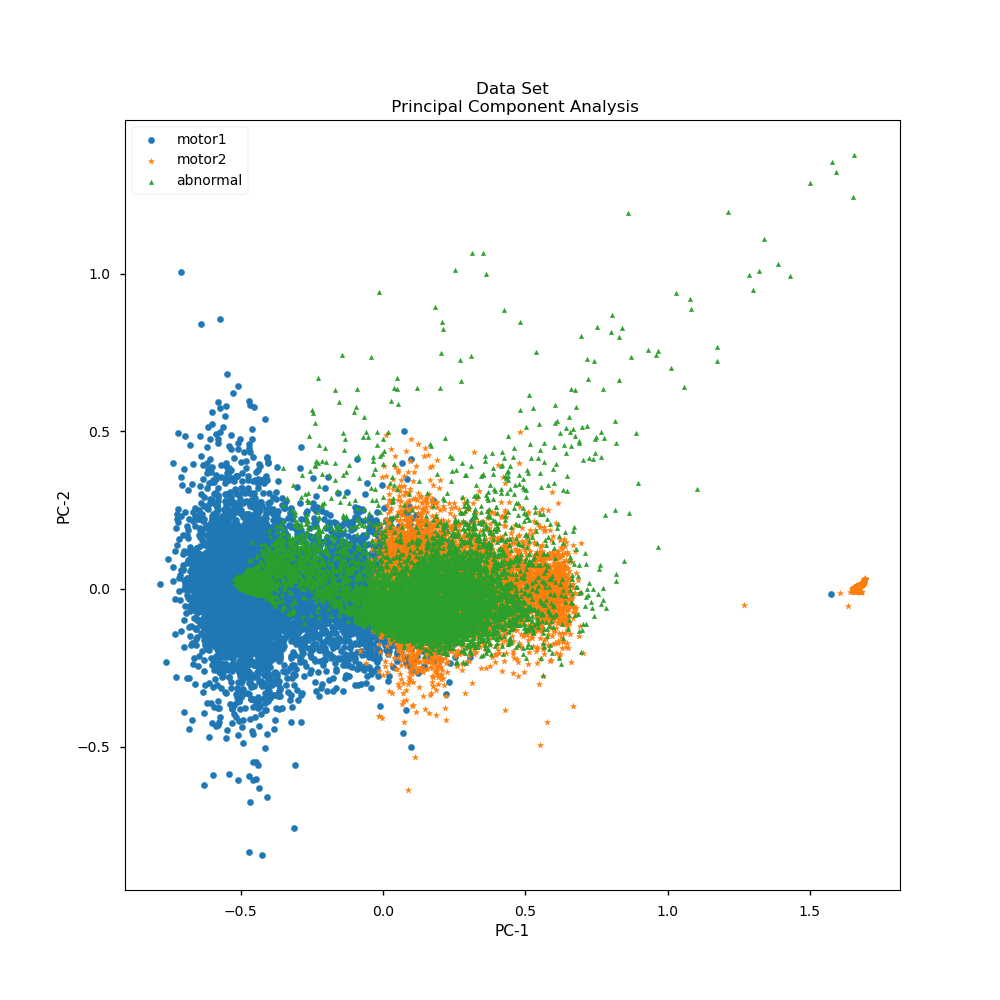 Data Set
Principal Component Analysis
motor1
motor2
abnormal
1.0
0.5
0.0
−0.5
PC-2
−0.5
0.0
0.5
1.0
1.5
PC-1